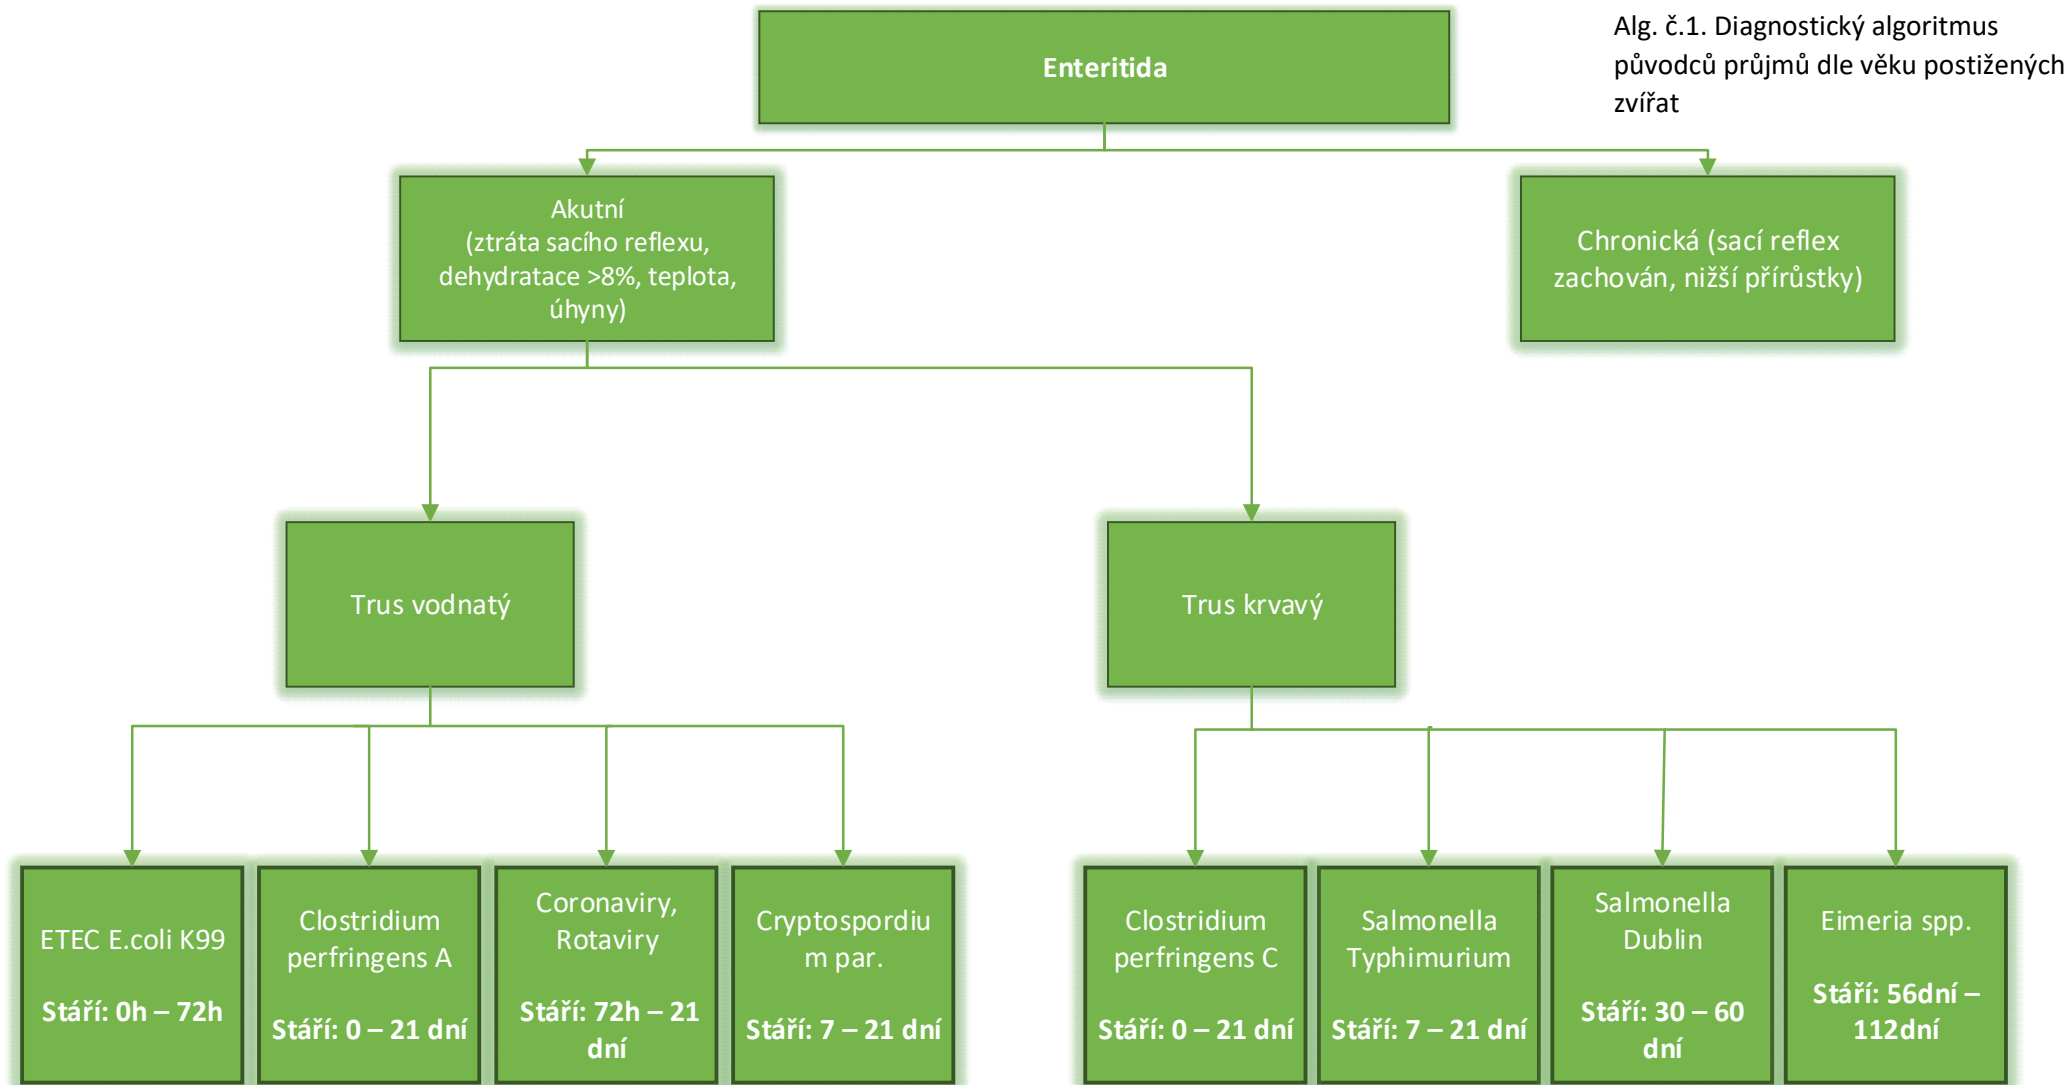 Alg. č.1. Diagnostický algoritmus
původců průjmů dle věku postižených
zvířat
Enteritida
Akutní
(ztráta sacího reflexu,
dehydratace >8%, teplota,
úhyny)
Chronická (sací reflex
zachován, nižší přírůstky)
Trus vodnatý
Trus krvavý
ETEC E.coli K99
Stáří: 0h – 72h
Clostridium
perfringens A
Stáří: 0 – 21 dní
Coronaviry,
Rotaviry
Stáří: 72h – 21
dní
Cryptospordiu
m par.
Stáří: 7 – 21 dní
Clostridium
perfringens C
Stáří: 0 – 21 dní
Salmonella
Typhimurium
Stáří: 7 – 21 dní
Salmonella
Dublin
Stáří: 30 – 60
dní
Eimeria spp.
Stáří: 56dní –
112dní